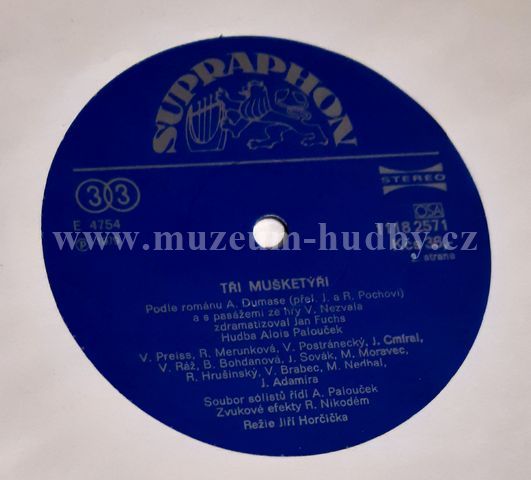 SUPRAPHON
33
STEREO
OSA
E 4754
1118 2571
strana
www.muzeum-hudby.cz
TŘI MUŠKETÝŘI
Podle románu A. Dumase (přel. J. a R. Pochovi)
a s pasážemi ze hry V. Nezvala
zdramatizoval Jan Fuchs
Hudba Alois Palouček
V. Preiss, R. Merunková, V. Postránecký, J. Cmíral,
V. Ráž, B. Bohdanová, J. Sovák, M. Moravec,
R. Hrušínský, V. Brabec, M. Nedbal,
J. Adamíra
Soubor sólistů řídí A. Palouček
Zvukové efekty R. Nikodém
Režie Jiří Horčička